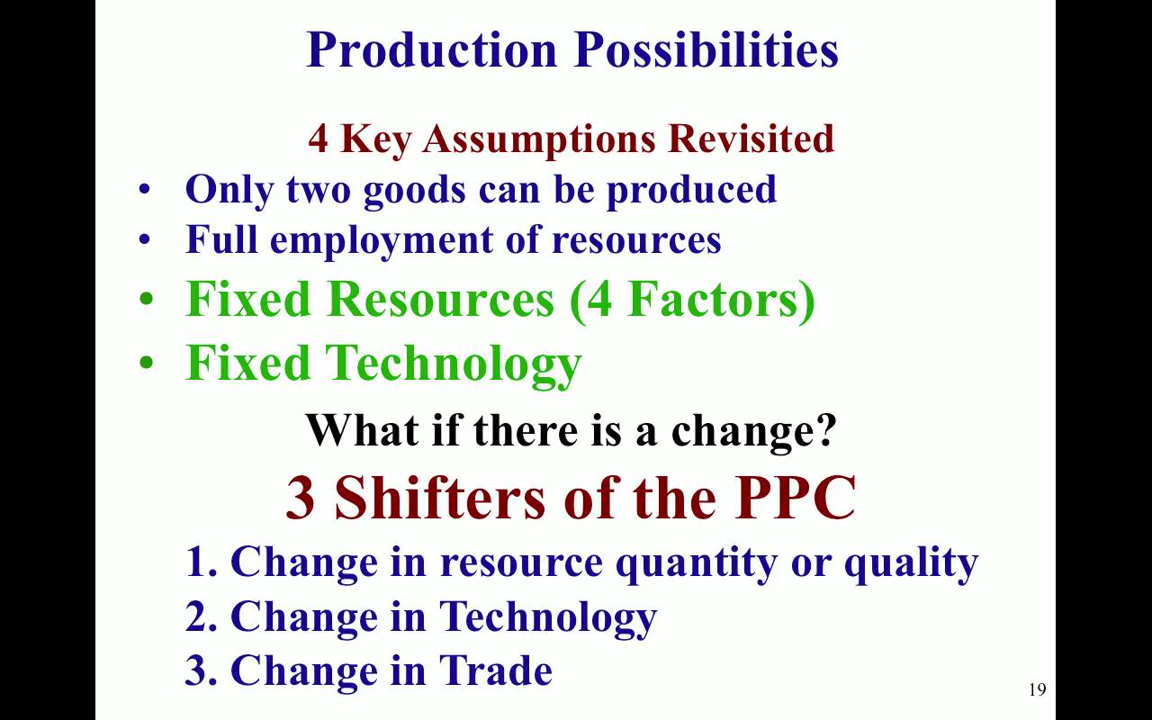 Production Possibilities
4 Key Assumptions Revisited
• Only two goods can be produced
• Full employment of resources
• Fixed Resources (4 Factors)
• Fixed Technology
What if there is a change?
3 Shifters of the PPC
1. Change in resource quantity or quality
2. Change in Technology
3. Change in Trade
19